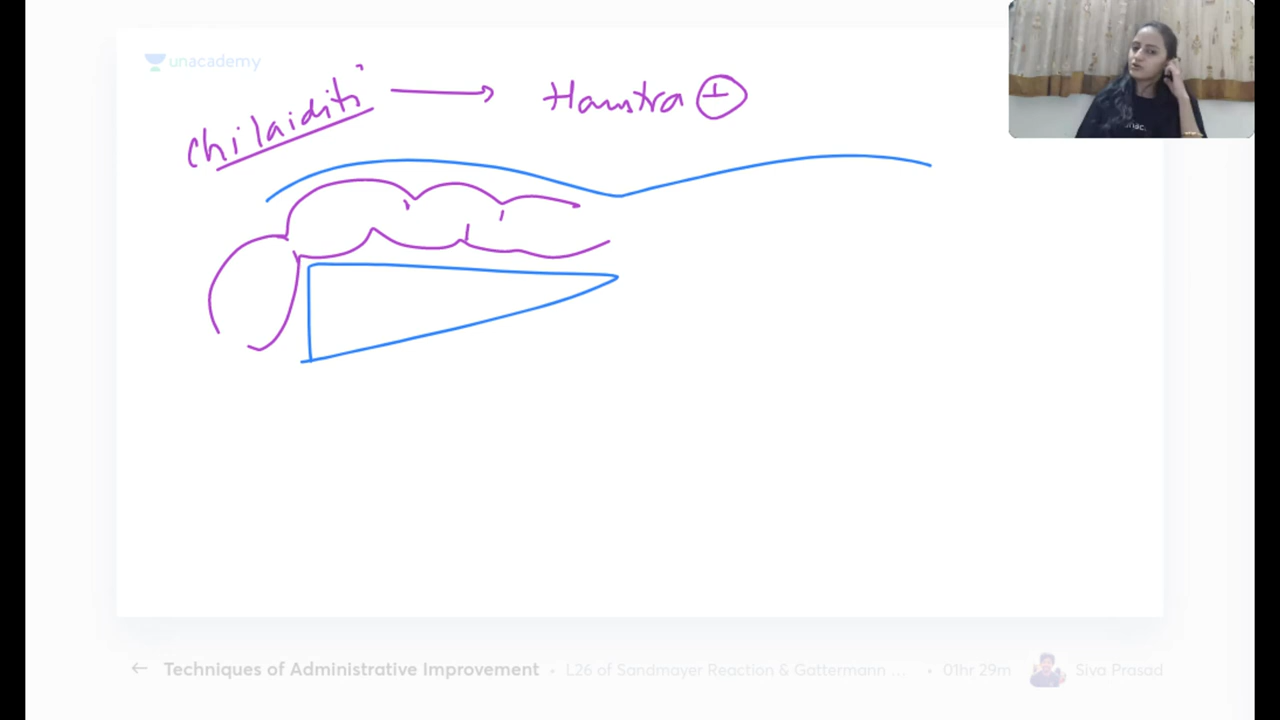 unacademy
Chilaiditi → Haustra ⊕
← Techniques of Administrative Improvement • L26 of Sandmayer Reaction & Gattermann ... • 01hr 29m Siva Prasad